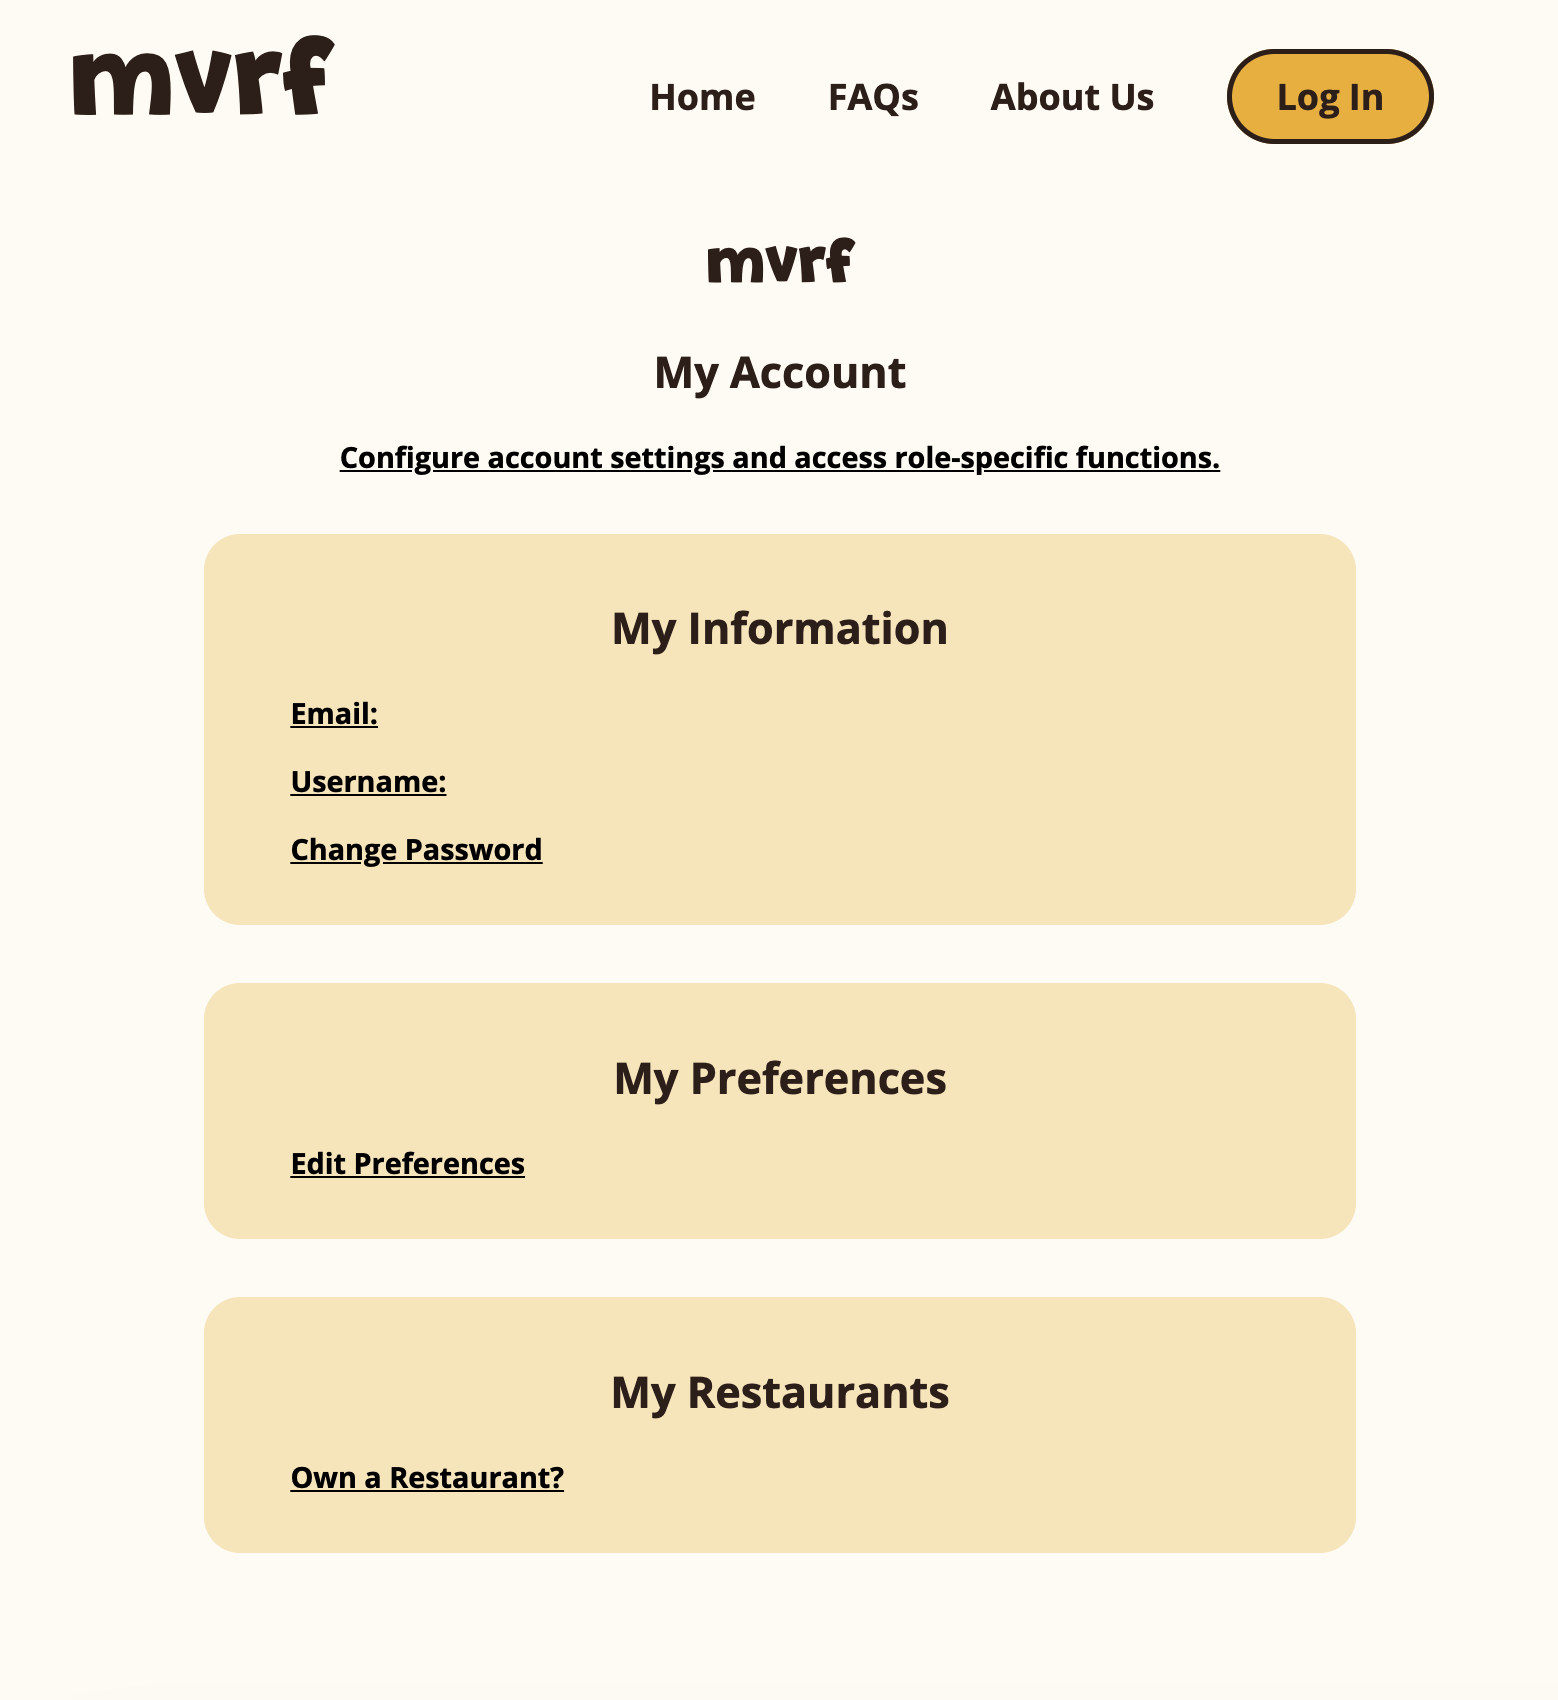 mvrf
Home FAQs About Us Log In
mvrf
My Account
Configure account settings and access role-specific functions.
My Information
Email:
Username:
Change Password
My Preferences
Edit Preferences
My Restaurants
Own a Restaurant?